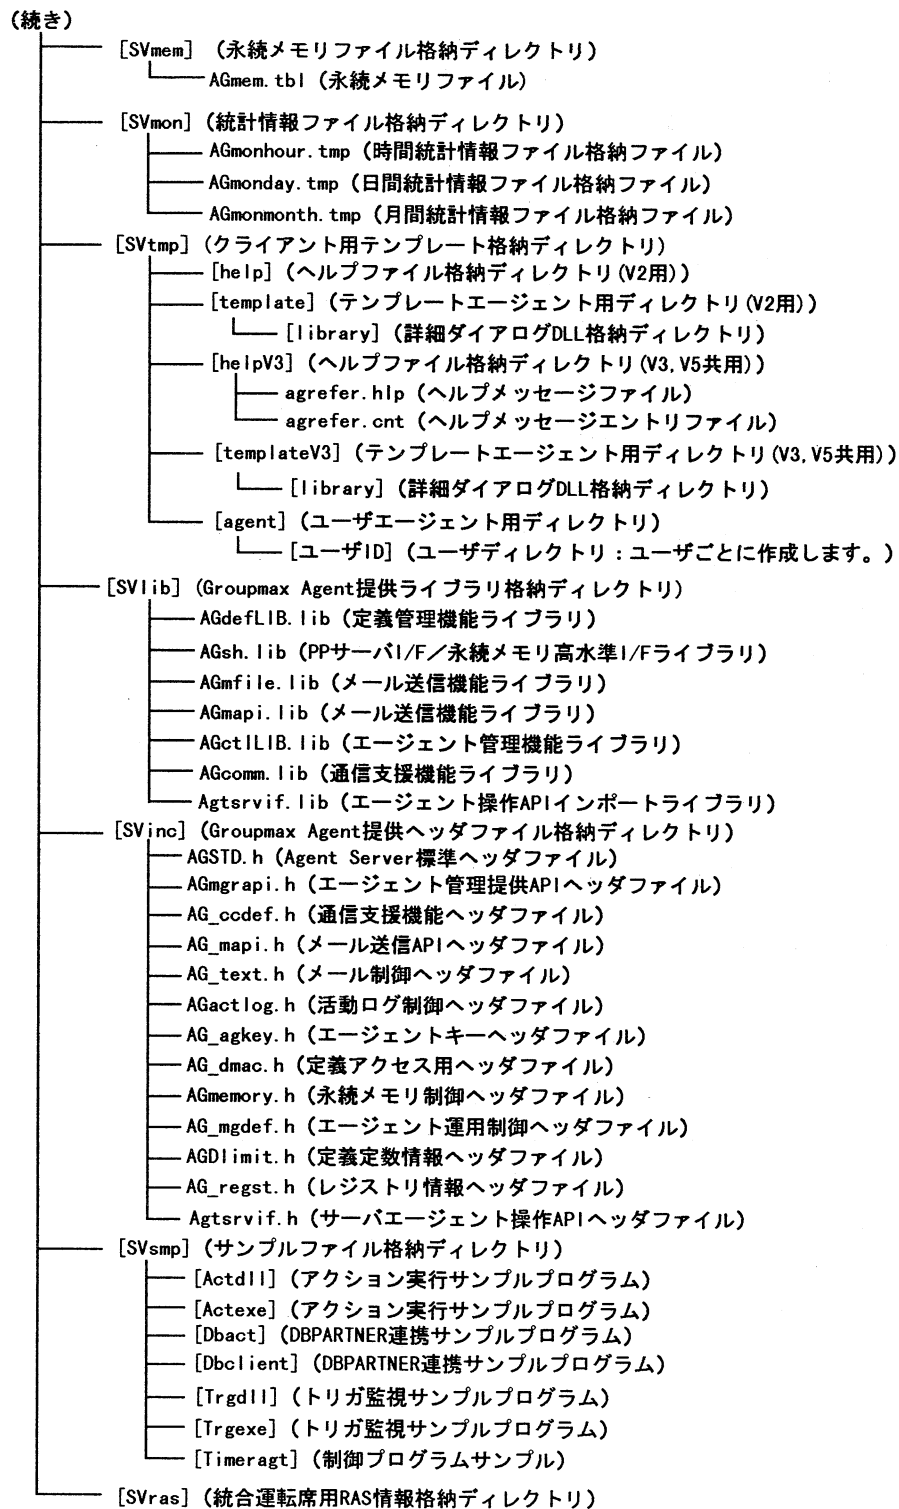 (続き)
[SVmem] (永続メモリファイル格納ディレクトリ)
AGmem.tbl (永続メモリファイル)
[SVmon] (統計情報ファイル格納ディレクトリ)
AGmonhour.tmp (時間統計情報ファイル格納ファイル)
AGmonday.tmp (日間統計情報ファイル格納ファイル)
AGmonmonth.tmp (月間統計情報ファイル格納ファイル)
[SVtmp] (クライアント用テンプレート格納ディレクトリ)
[help] (ヘルプファイル格納ディレクトリ(V2用))
[template] (テンプレートエージェント用ディレクトリ(V2用))
[library] (詳細ダイアログDLL格納ディレクトリ)
[helpV3] (ヘルプファイル格納ディレクトリ(V3,V5共用))
agrefer.hlp (ヘルプメッセージファイル)
agrefer.cnt (ヘルプメッセージエントリファイル)
[templateV3] (テンプレートエージェント用ディレクトリ(V3,V5共用))
[library] (詳細ダイアログDLL格納ディレクトリ)
[agent] (ユーザエージェント用ディレクトリ)
[ユーザID] (ユーザディレクトリ:ユーザごとに作成します。)
[SVlib] (Groupmax Agent提供ライブラリ格納ディレクトリ)
AGdefLIB.lib (定義管理機能ライブラリ)
AGsh.lib (PPサーバI/F/永続メモリ高水準I/Fライブラリ)
AGmfile.lib (メール送信機能ライブラリ)
AGmapi.lib (メール送信機能ライブラリ)
AGctlLIB.lib (エージェント管理機能ライブラリ)
AGcomm.lib (通信支援機能ライブラリ)
Agtsrvif.lib (エージェント操作APIインポートライブラリ)
[SVinc] (Groupmax Agent提供ヘッダファイル格納ディレクトリ)
AGSTD.h (Agent Server標準ヘッダファイル)
AGmgrapi.h (エージェント管理提供APIヘッダファイル)
AG_ccdef.h (通信支援機能ヘッダファイル)
AG_mapi.h (メール送信APIヘッダファイル)
AG_text.h (メール制御ヘッダファイル)
AGactlog.h (活動ログ制御ヘッダファイル)
AG_agkey.h (エージェントキーヘッダファイル)
AG_dmac.h (定義アクセス用ヘッダファイル)
AGmemory.h (永続メモリ制御ヘッダファイル)
AG_mgdef.h (エージェント運用制御ヘッダファイル)
AGDlimit.h (定義定数情報ヘッダファイル)
AG_regst.h (レジストリ情報ヘッダファイル)
Agtsrvif.h (サーバエージェント操作APIヘッダファイル)
[SVsmp] (サンプルファイル格納ディレクトリ)
[Actdll] (アクション実行サンプルプログラム)
[Actexe] (アクション実行サンプルプログラム)
[Dbact] (DBPARTNER連携サンプルプログラム)
[Dbclient] (DBPARTNER連携サンプルプログラム)
[Trgdll] (トリガ監視サンプルプログラム)
[Trgexe] (トリガ監視サンプルプログラム)
[Timeragt] (制御プログラムサンプル)
[SVras] (統合運転席用RAS情報格納ディレクトリ)